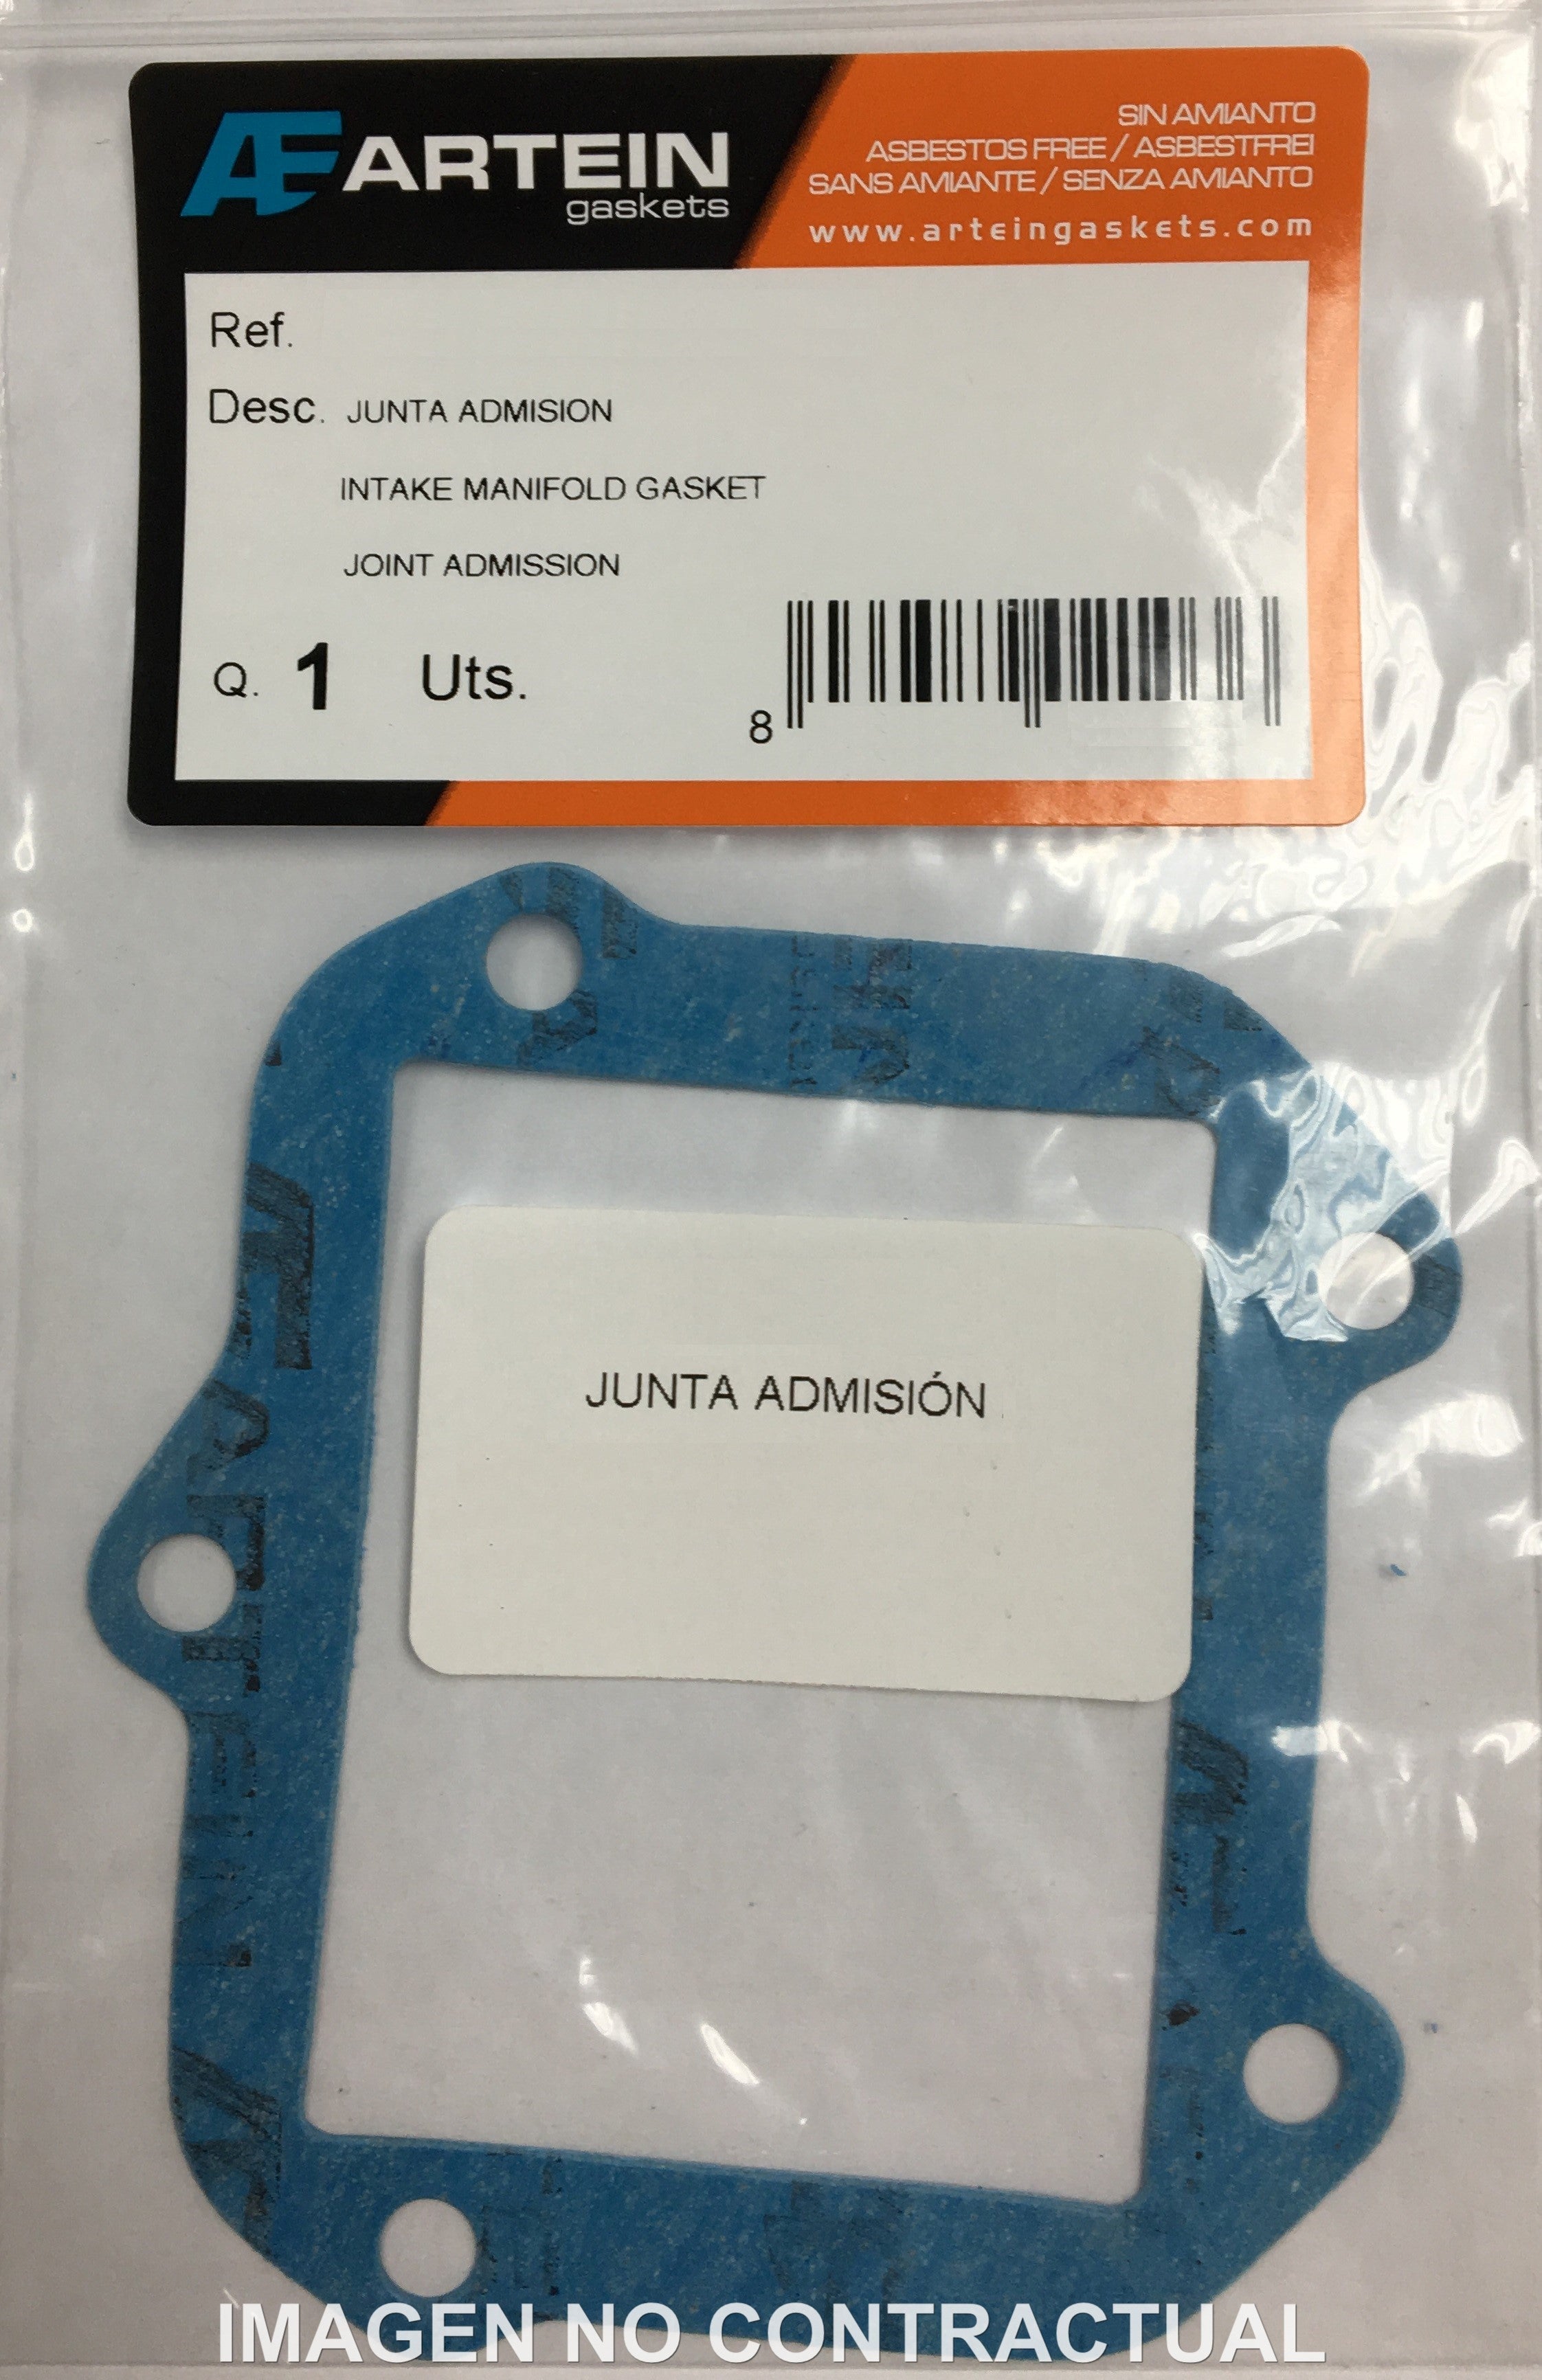 Æ ARTEIN
gaskets
SIN AMIANTO
ASBESTOS FREE / ASBESTFREI
SANS AMIANTE / SENZA AMIANTO
www.arteingaskets.com
Ref.
Desc. JUNTA ADMISION
INTAKE MANIFOLD GASKET
JOINT ADMISSION
Q. 1 Uts.
8
JUNTA ADMISIÓN
ARTEIN
IMAGEN NO CONTRACTUAL